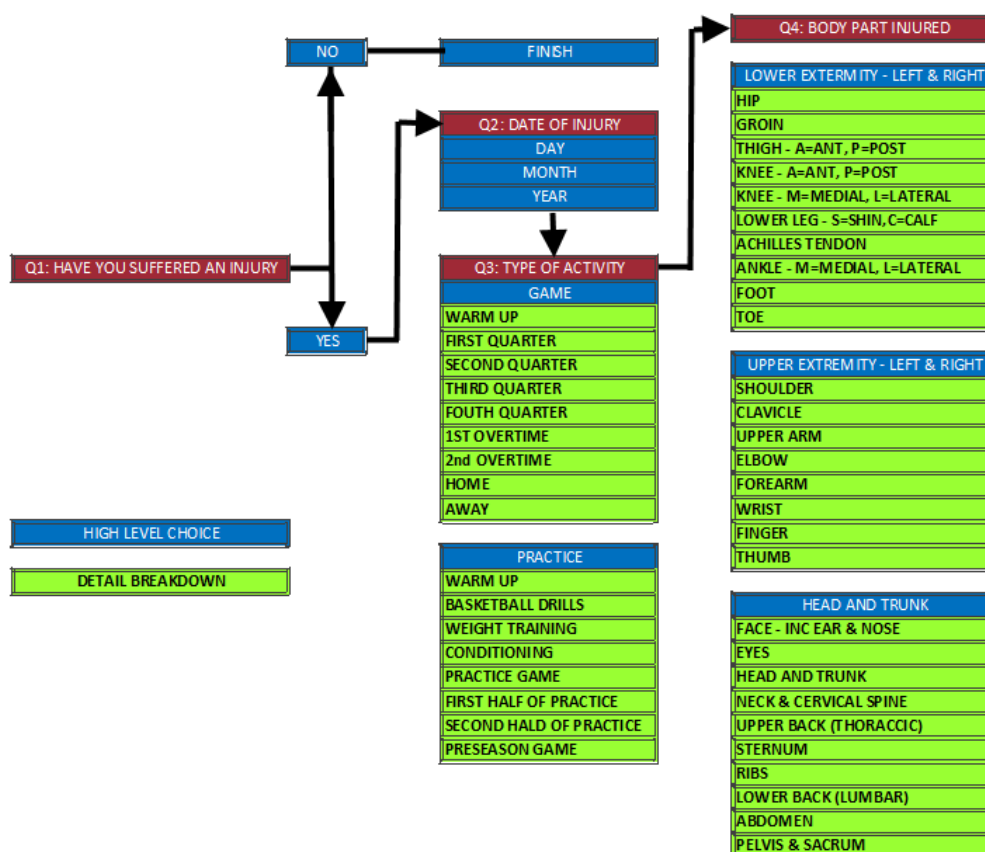 NO
FINISH
Q1: HAVE YOU SUFFERED AN INJURY
YES
HIGH LEVEL CHOICE
DETAIL BREAKDOWN
Q2: DATE OF INJURY
DAY
MONTH
YEAR
Q3: TYPE OF ACTIVITY
GAME
WARM UP
FIRST QUARTER
SECOND QUARTER
THIRD QUARTER
FOUTH QUARTER
1ST OVERTIME
2nd OVERTIME
HOME
AWAY
PRACTICE
WARM UP
BASKETBALL DRILLS
WEIGHT TRAINING
CONDITIONING
PRACTICE GAME
FIRST HALF OF PRACTICE
SECOND HALD OF PRACTICE
PRESEASON GAME
Q4: BODY PART INJURED
LOWER EXTERMITY - LEFT & RIGHT
HIP
GROIN
THIGH - A=ANT, P=POST
KNEE - A=ANT, P=POST
KNEE - M=MEDIAL, L=LATERAL
LOWER LEG - S=SHIN, C=CALF
ACHILLES TENDON
ANKLE - M=MEDIAL, L=LATERAL
FOOT
TOE
UPPER EXTREMITY - LEFT & RIGHT
SHOULDER
CLAVICLE
UPPER ARM
ELBOW
FOREARM
WRIST
FINGER
THUMB
HEAD AND TRUNK
FACE - INC EAR & NOSE
EYES
HEAD AND TRUNK
NECK & CERVICAL SPINE
UPPER BACK (THORACCIC)
STERNUM
RIBS
LOWER BACK (LUMBAR)
ABDOMEN
PELVIS & SACRUM